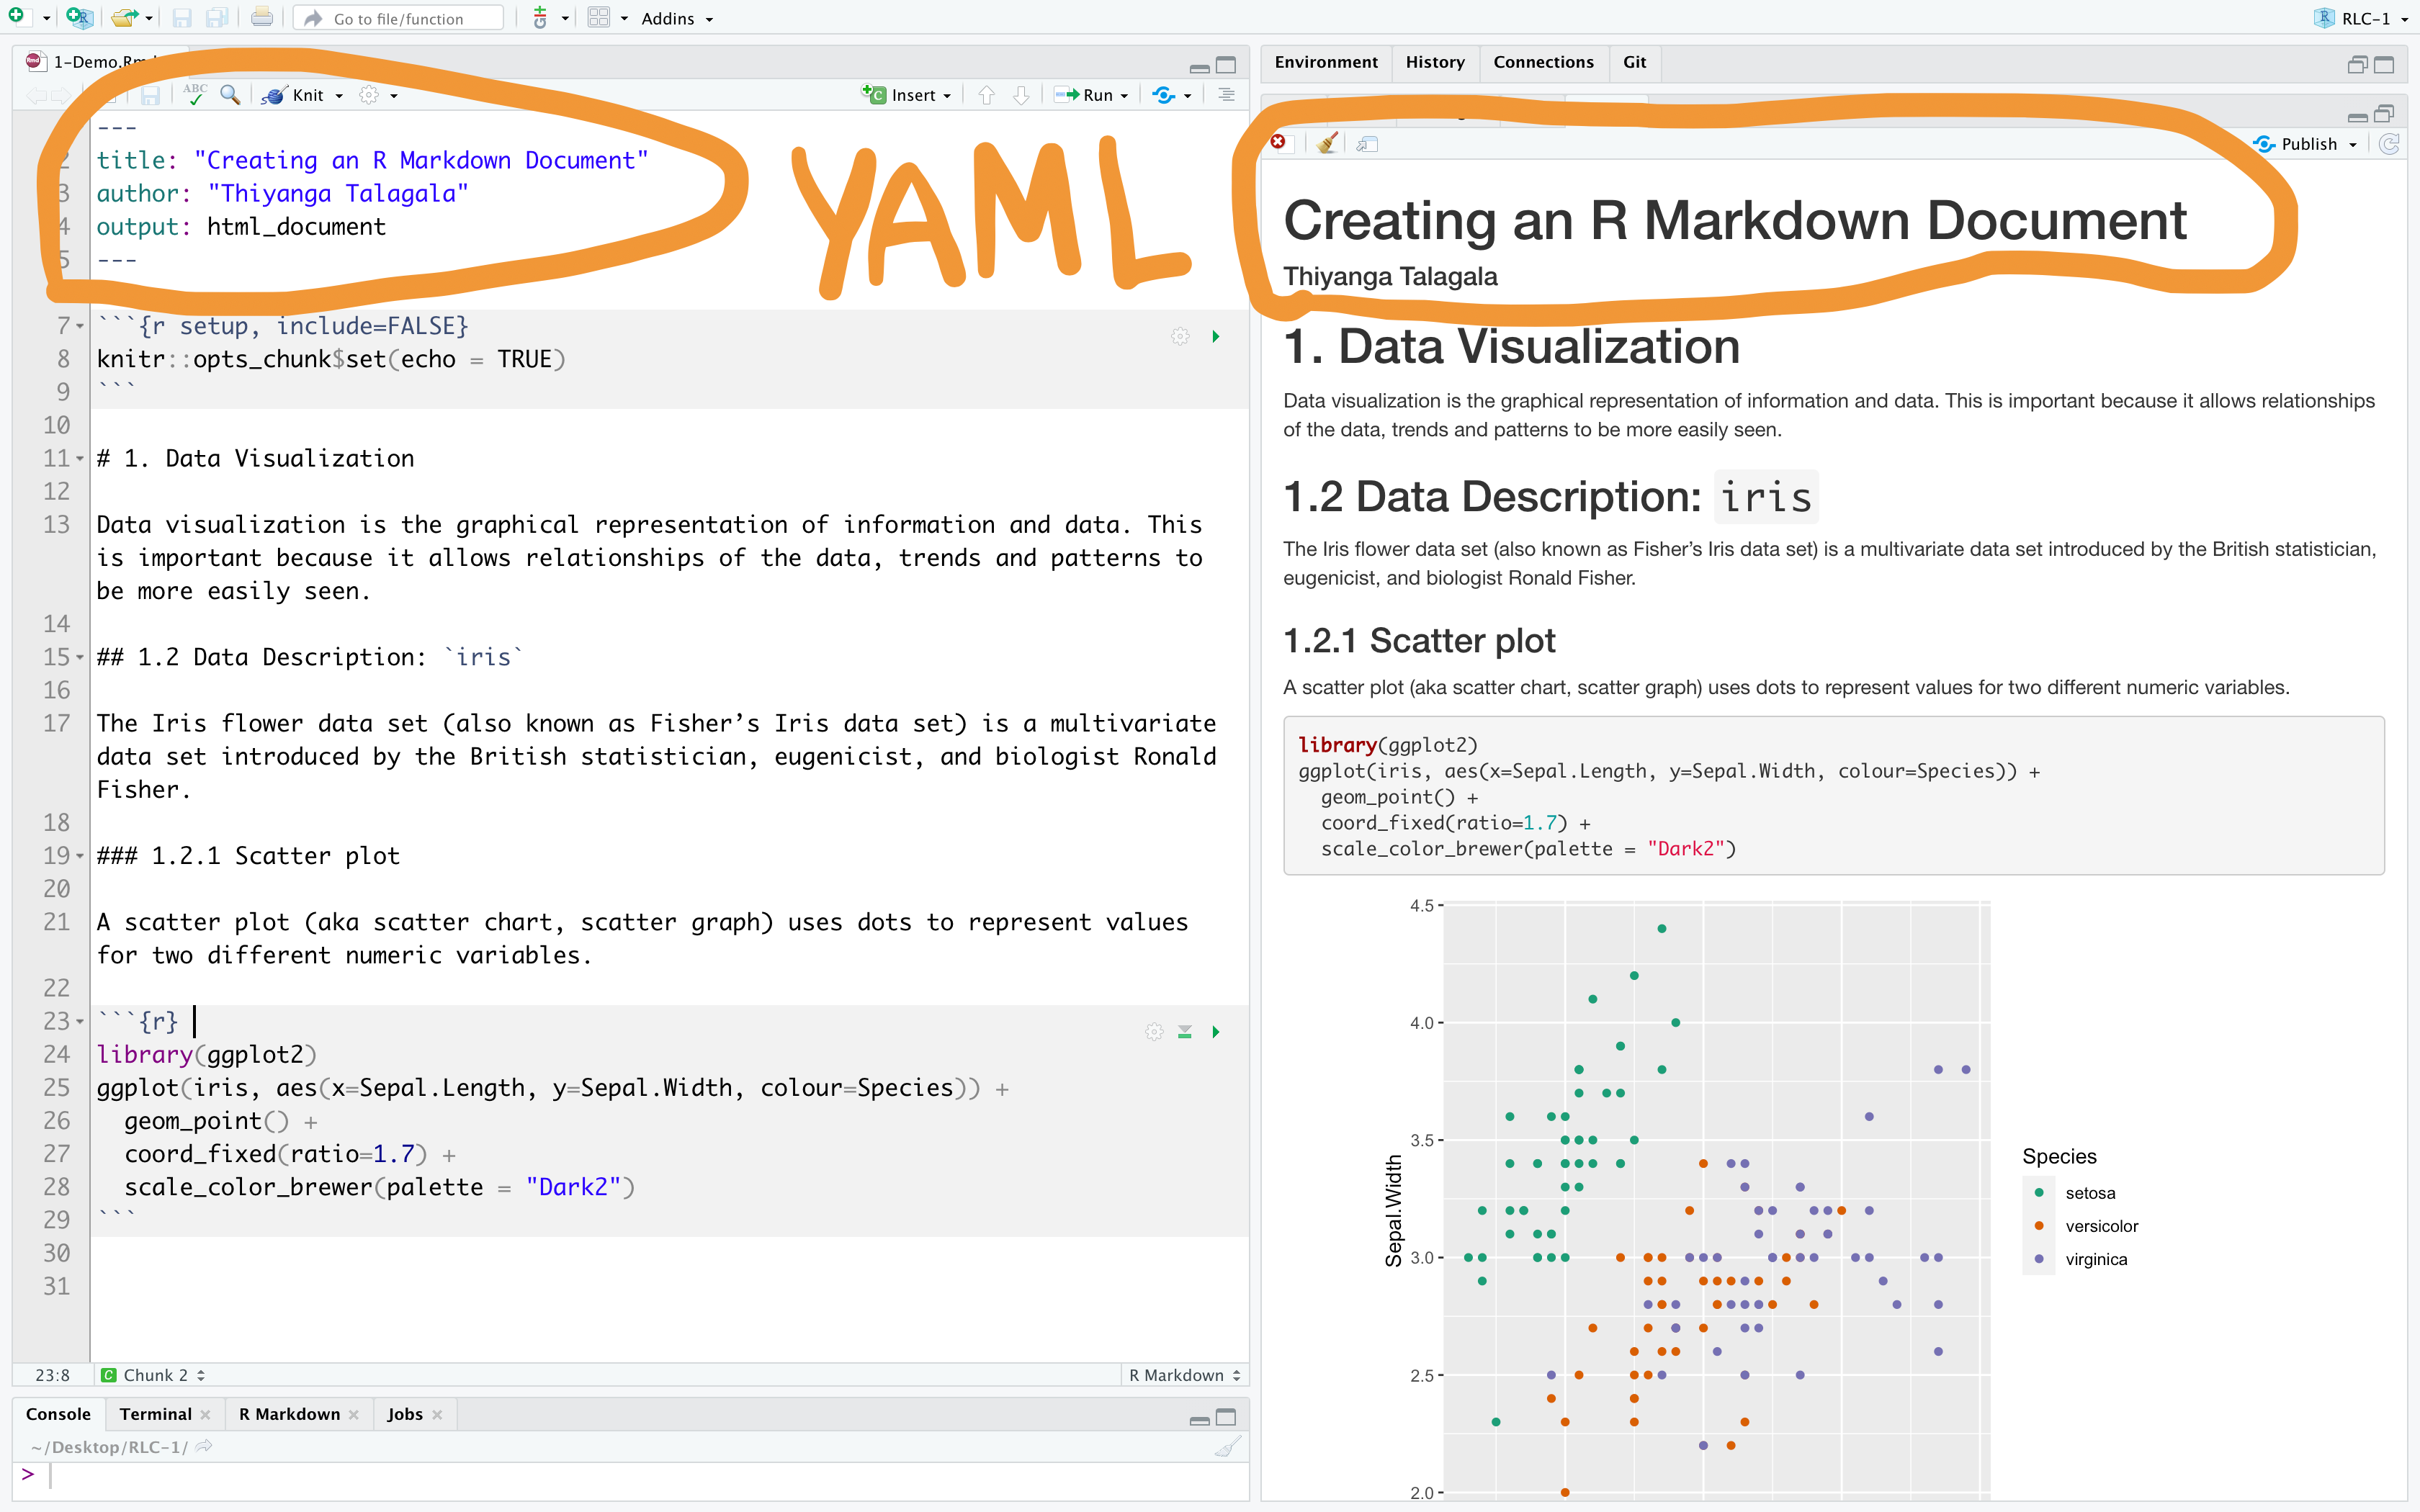 Go to file/function
Addins
RLC-1
1-Demo.Rmd
ABC
Knit
Insert
Run
---
2 title: "Creating an R Markdown Document"
3 author: "Thiyanga Talagala"
4 output: html_document
5 ---
7 ```{r setup, include=FALSE}
8 knitr::opts_chunk$set(echo = TRUE)
9 ```
10
11 # 1. Data Visualization
12
13 Data visualization is the graphical representation of information and data. This
is important because it allows relationships of the data, trends and patterns to
be more easily seen.
14
15 ## 1.2 Data Description: `iris`
16
17 The Iris flower data set (also known as Fisher’s Iris data set) is a multivariate
data set introduced by the British statistician, eugenicist, and biologist Ronald
Fisher.
18
19 ### 1.2.1 Scatter plot
20
21 A scatter plot (aka scatter chart, scatter graph) uses dots to represent values
for two different numeric variables.
22
23 ```{r}
24 library(ggplot2)
25 ggplot(iris, aes(x=Sepal.Length, y=Sepal.Width, colour=Species)) +
26 geom_point() +
27 coord_fixed(ratio=1.7) +
28 scale_color_brewer(palette = "Dark2")
29 ```
30
31
23:8 Chunk 2 R Markdown
Console Terminal R Markdown Jobs
~/Desktop/RLC-1/
>
YAML
Environment History Connections Git
Publish
Creating an R Markdown Document
Thiyanga Talagala
1. Data Visualization
Data visualization is the graphical representation of information and data. This is important because it allows relationships
of the data, trends and patterns to be more easily seen.
1.2 Data Description: iris
The Iris flower data set (also known as Fisher’s Iris data set) is a multivariate data set introduced by the British statistician,
eugenicist, and biologist Ronald Fisher.
1.2.1 Scatter plot
A scatter plot (aka scatter chart, scatter graph) uses dots to represent values for two different numeric variables.
library(ggplot2)
ggplot(iris, aes(x=Sepal.Length, y=Sepal.Width, colour=Species)) +
geom_point() +
coord_fixed(ratio=1.7) +
scale_color_brewer(palette = "Dark2")
4.5
4.0
3.5
3.0
2.5
2.0
Sepal.Width
Species
setosa
versicolor
virginica